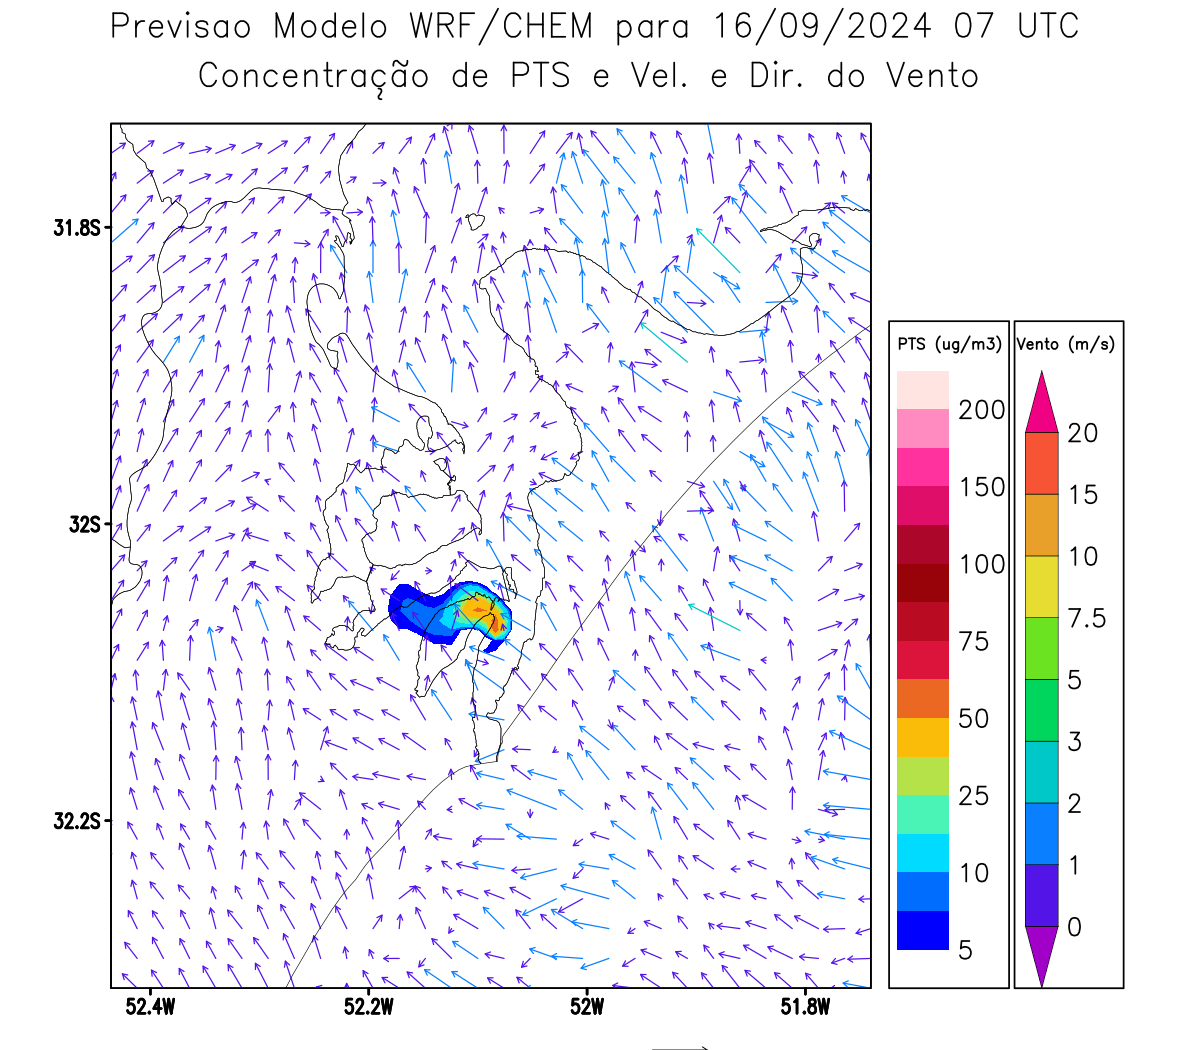 Previsao Modelo WRF/CHEM para 16/09/2024 07 UTC
Concentração de PTS e Vel. e Dir. do Vento
31.8S
32S
32.2S
52.4W
52.2W
52W
51.8W
PTS (ug/m3)
200
150
100
75
50
25
10
5
Vento (m/s)
20
15
10
7.5
5
3
2
1
0